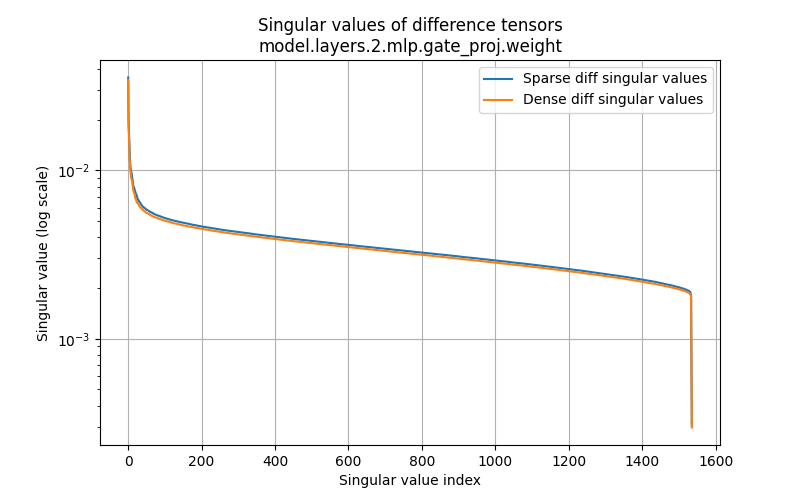 Singular values of difference tensors
model.layers.2.mlp.gate_proj.weight
Sparse diff singular values
Dense diff singular values
Singular value (log scale)
10⁻²
10⁻³
0 200 400 600 800 1000 1200 1400 1600
Singular value index